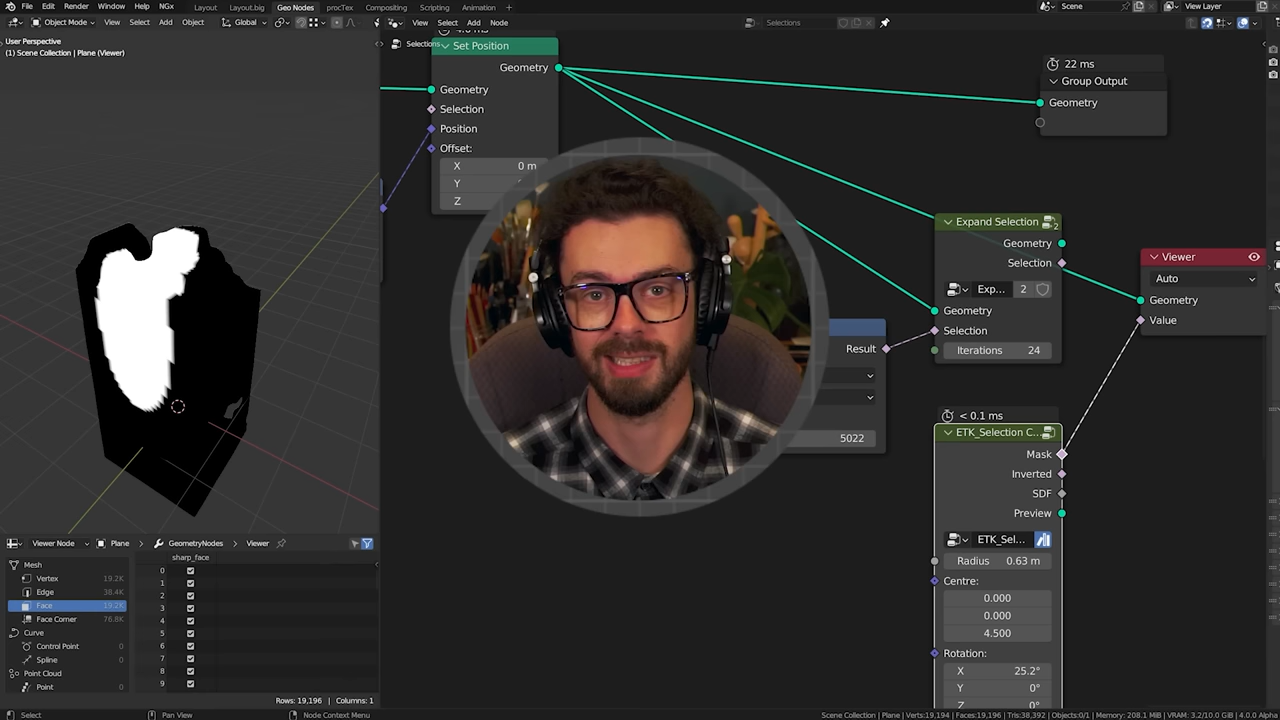 File Edit Render Window Help NGx Layout Layout.big Geo Nodes procTex Compositing Scripting Animation + Scene View Layer
Object Mode View Select Add Object Global View Select Add Node Selections
User Perspective
(1) Scene Collection | Plane (Viewer)
Selections
Set Position
Geometry
Geometry
Selection
Position
Offset:
X 0 m
Y
Z
22 ms
Group Output
Geometry
Expand Selection
2
Geometry
Selection
Exp... 2
Geometry
Selection
Iterations 24
Viewer
Auto
Geometry
Value
Result
5022
< 0.1 ms
ETK_Selection C...
Mask
Inverted
SDF
Preview
ETK_Sel...
Radius 0.63 m
Centre:
0.000
0.000
4.500
Rotation:
X 25.2°
Y 0°
Z 0°
Viewer Node Plane GeometryNodes Viewer
Mesh
Vertex 19.2K
Edge 38.4K
Face 19.2K
Face Corner 76.8K
Curve
Control Point 0
Spline 0
Point Cloud
Point 0
sharp_face
0
1
2
3
4
5
6
7
8
9
Rows: 19,196 | Columns: 1
Select Pan View Node Context Menu Scene Collection | Plane | Verts:19,194 | Faces:19,196 | Tris:38,392 | Objects:0/1 | Memory: 208.1 MiB | VRAM: 3.2/10.0 GiB | 4.0.0 Alpha